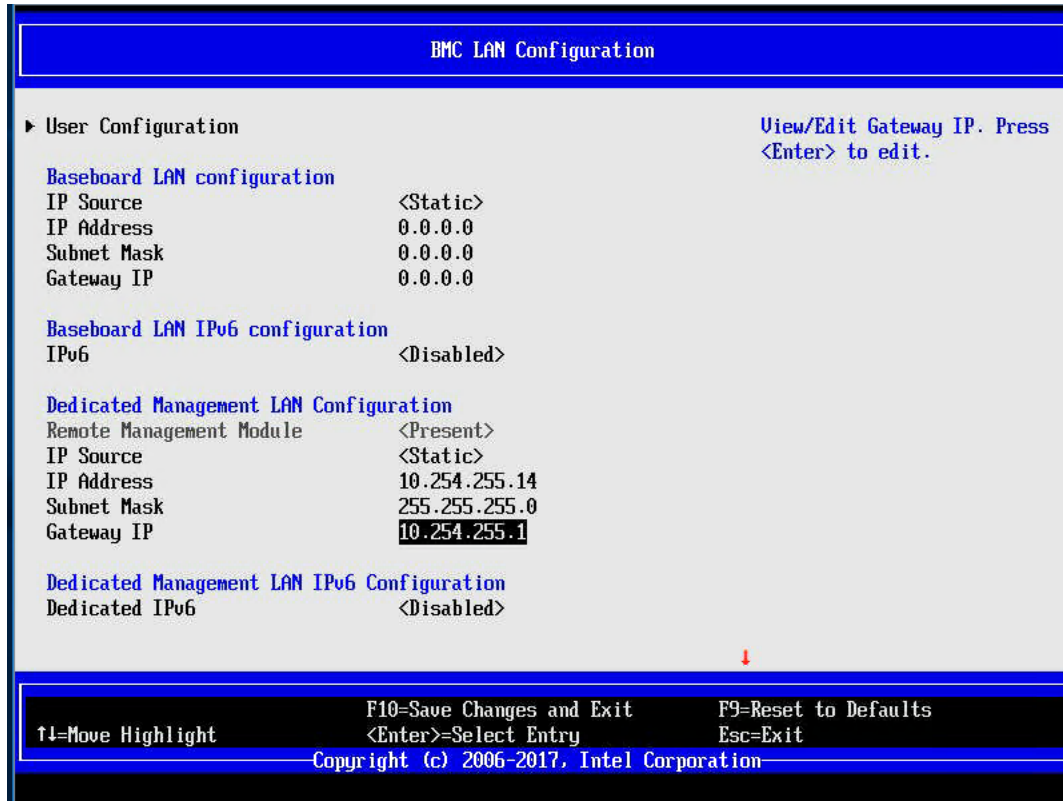 BMC LAN Configuration
▶ User Configuration
View/Edit Gateway IP. Press
<Enter> to edit.
Baseboard LAN configuration
IP Source <Static>
IP Address 0.0.0.0
Subnet Mask 0.0.0.0
Gateway IP 0.0.0.0
Baseboard LAN IPv6 configuration
IPv6 <Disabled>
Dedicated Management LAN Configuration
Remote Management Module <Present>
IP Source <Static>
IP Address 10.254.255.14
Subnet Mask 255.255.255.0
Gateway IP 10.254.255.1
Dedicated Management LAN IPv6 Configuration
Dedicated IPv6 <Disabled>
↓
F10=Save Changes and Exit F9=Reset to Defaults
↑↓=Move Highlight <Enter>=Select Entry Esc=Exit
Copyright (c) 2006-2017, Intel Corporation